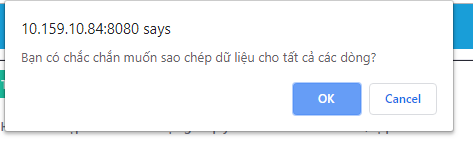 10.159.10.84:8080 says
Bạn có chắc chắn muốn sao chép dữ liệu cho tất cả các dòng?
OK
Cancel